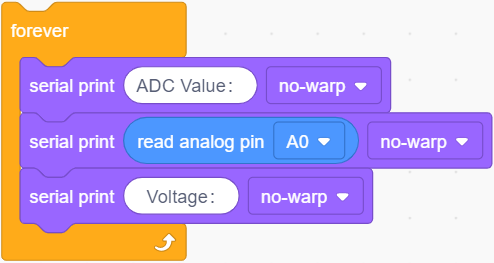 forever
serial print ADC Value: no-warp
serial print read analog pin A0 no-warp
serial print Voltage: no-warp